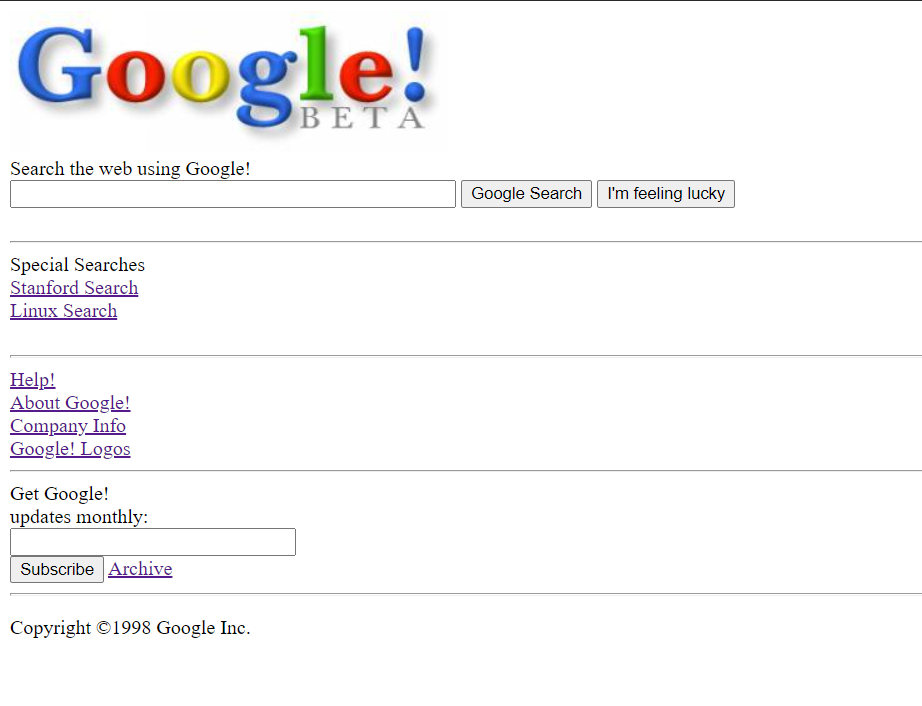 Google!
BETA
Search the web using Google!
Google Search I'm feeling lucky
Special Searches
Stanford Search
Linux Search
Help!
About Google!
Company Info
Google! Logos
Get Google!
updates monthly:
Subscribe Archive
Copyright ©1998 Google Inc.